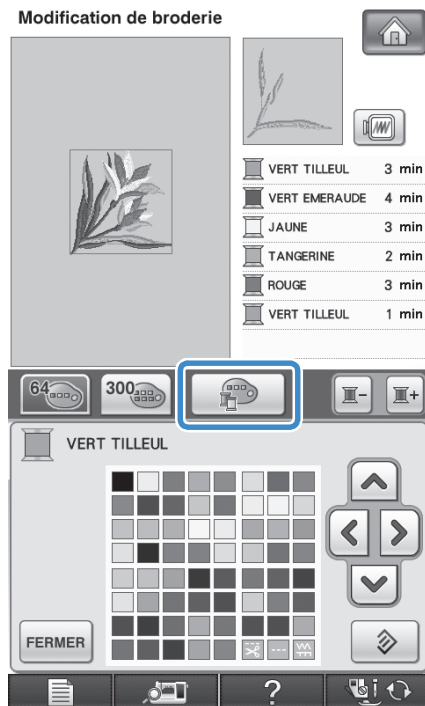 Modification de broderie
VERT TILLEUL 3 min
VERT EMERAUDE 4 min
JAUNE 3 min
TANGERINE 2 min
ROUGE 3 min
VERT TILLEUL 1 min
64
300
VERT TILLEUL
FERMER
?